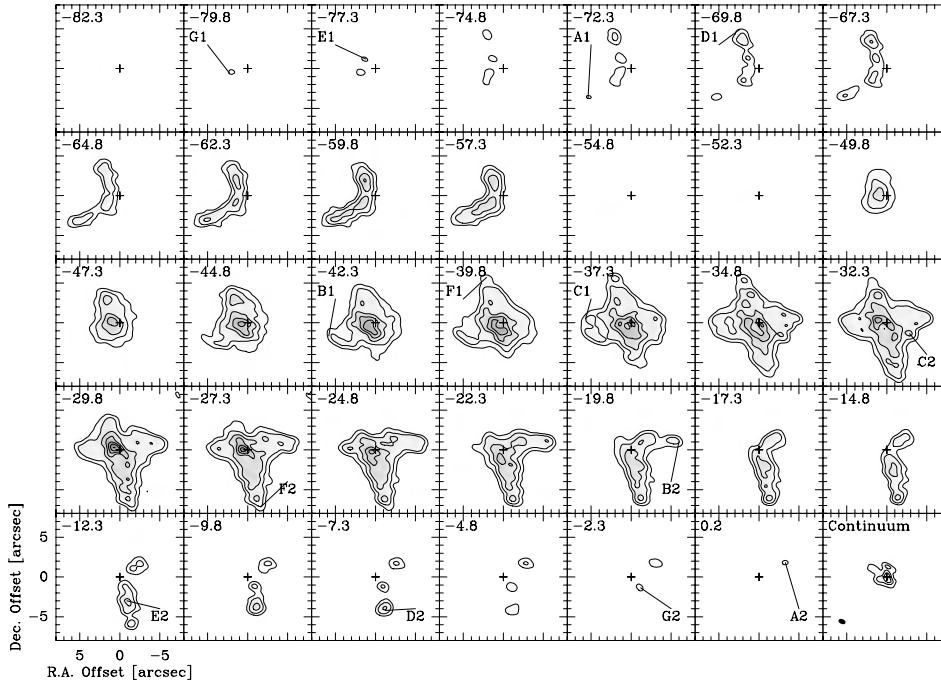 -82.3 -79.8 -77.3 -74.8 -72.3 -69.8 -67.3
G1 E1 A1 D1
-64.8 -62.3 -59.8 -57.3 -54.8 -52.3 -49.8
-47.3 -44.8 -42.3 -39.8 -37.3 -34.8 -32.3
B1 F1 C1
C2
-29.8 -27.3 -24.8 -22.3 -19.8 -17.3 -14.8
F2 B2
-12.3 -9.8 -7.3 -4.8 -2.3 0.2 Continuum
5
0
-5
E2 D2 G2 A2
Dec. Offset [arcsec]
5 0 -5
R.A. Offset [arcsec]